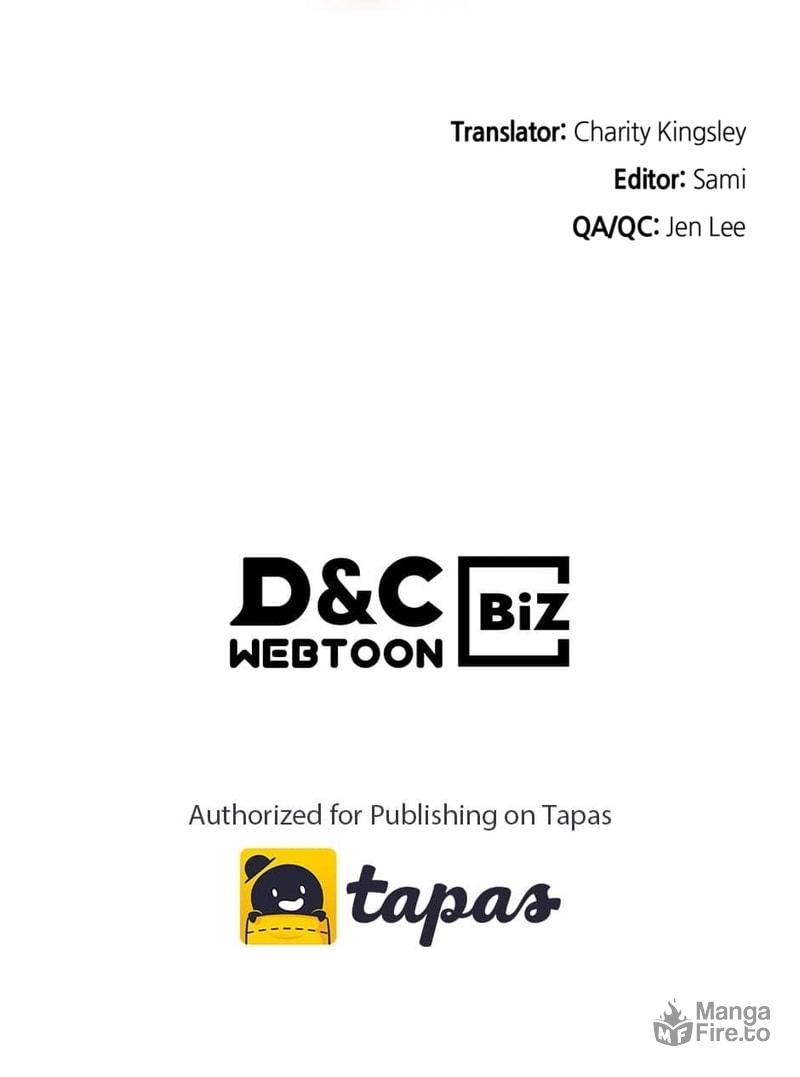 Translator: Charity Kingsley
Editor: Sami
QA/QC: Jen Lee
D&C
WEBTOON
BiZ
Authorized for Publishing on Tapas
tapas
MF
Manga
Fire.to